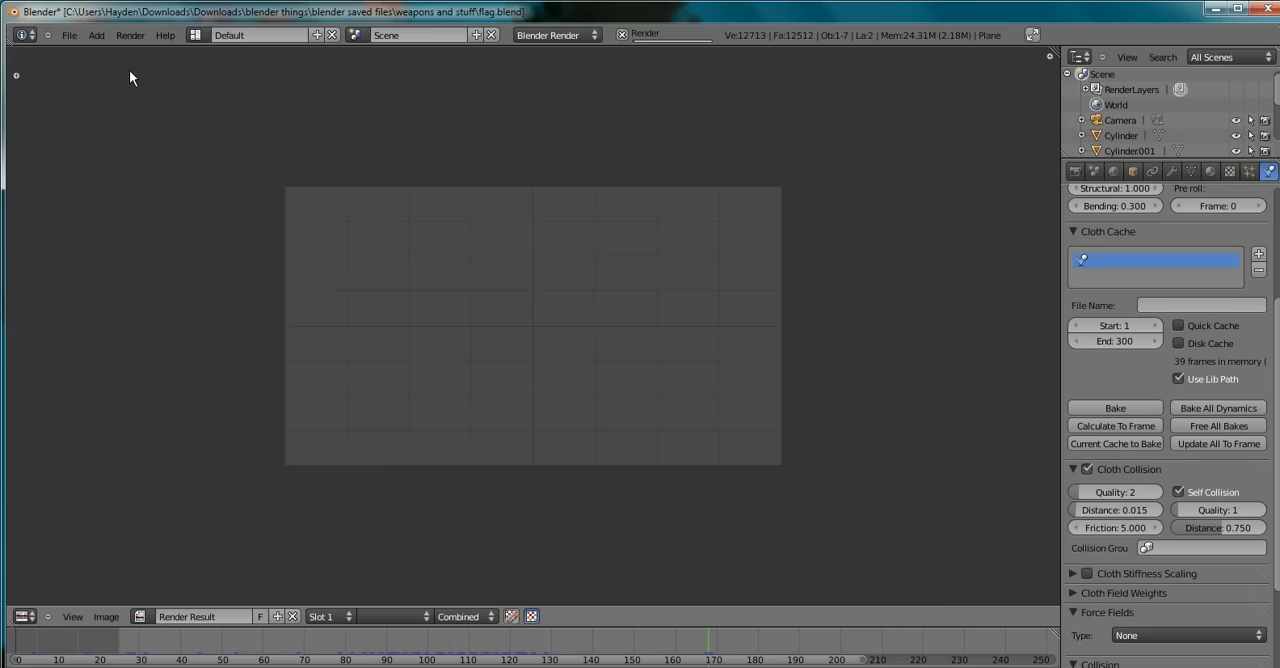 Blender* [C:\Users\Hayden\Downloads\Downloads\blender things\blender saved files\weapons and stuff\flag.blend]
File Add Render Help Default Scene Blender Render Render Ve:12713 | Fa:12512 | Ob:1-7 | La:2 | Mem:24.31M (2.18M) | Plane
View Search All Scenes
Scene
RenderLayers |
World
Camera |
Cylinder |
Cylinder.001 |
Structural: 1.000 Pre roll:
Bending: 0.300 Frame: 0
Cloth Cache
File Name:
Start: 1 Quick Cache
End: 300 Disk Cache
39 frames in memory (
Use Lib Path
Bake Bake All Dynamics
Calculate To Frame Free All Bakes
Current Cache to Bake Update All To Frame
Cloth Collision
Quality: 2 Self Collision
Distance: 0.015 Quality: 1
Friction: 5.000 Distance: 0.750
Collision Grou
Cloth Stiffness Scaling
Cloth Field Weights
Force Fields
Type: None
Collision
View Image Render Result F Slot 1 Combined
0 10 20 30 40 50 60 70 80 90 100 110 120 130 140 150 160 170 180 190 200 210 220 230 240 250